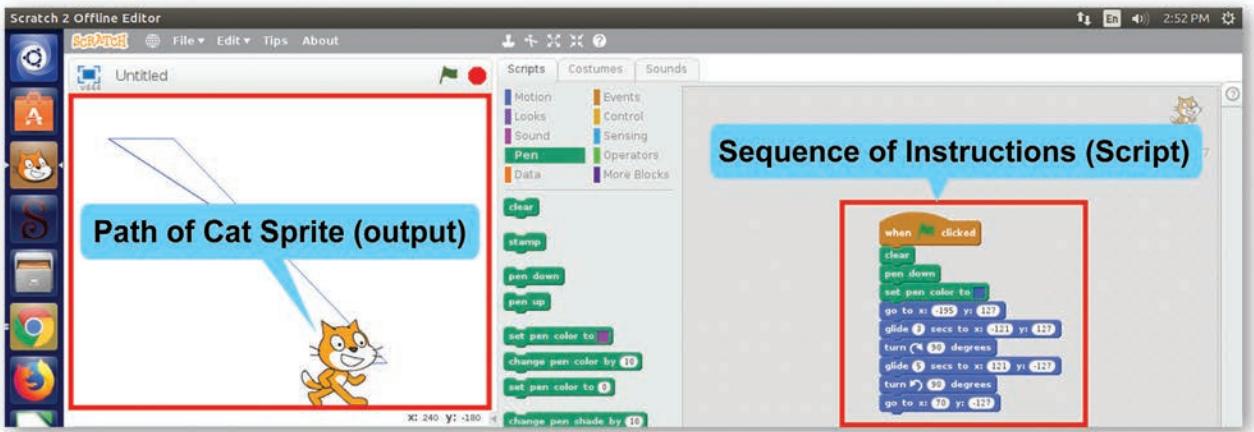 Scratch 2 Offline Editor
En
2:52 PM
SCRATCH File Edit Tips About
Untitled
v444
Scripts Costumes Sounds
Motion Events
Looks Control
Sound Sensing
Pen Operators
Data More Blocks
clear
stamp
pen down
pen up
set pen color to
change pen color by 10
set pen color to 0
change pen shade by 10
Path of Cat Sprite (output)
x: 240 y: -180
Sequence of Instructions (Script)
when clicked
clear
pen down
set pen color to
go to x: -195 y: 127
glide 3 secs to x: -121 y: 127
turn 90 degrees
glide 5 secs to x: 121 y: -127
turn 90 degrees
go to x: 70 y: -127